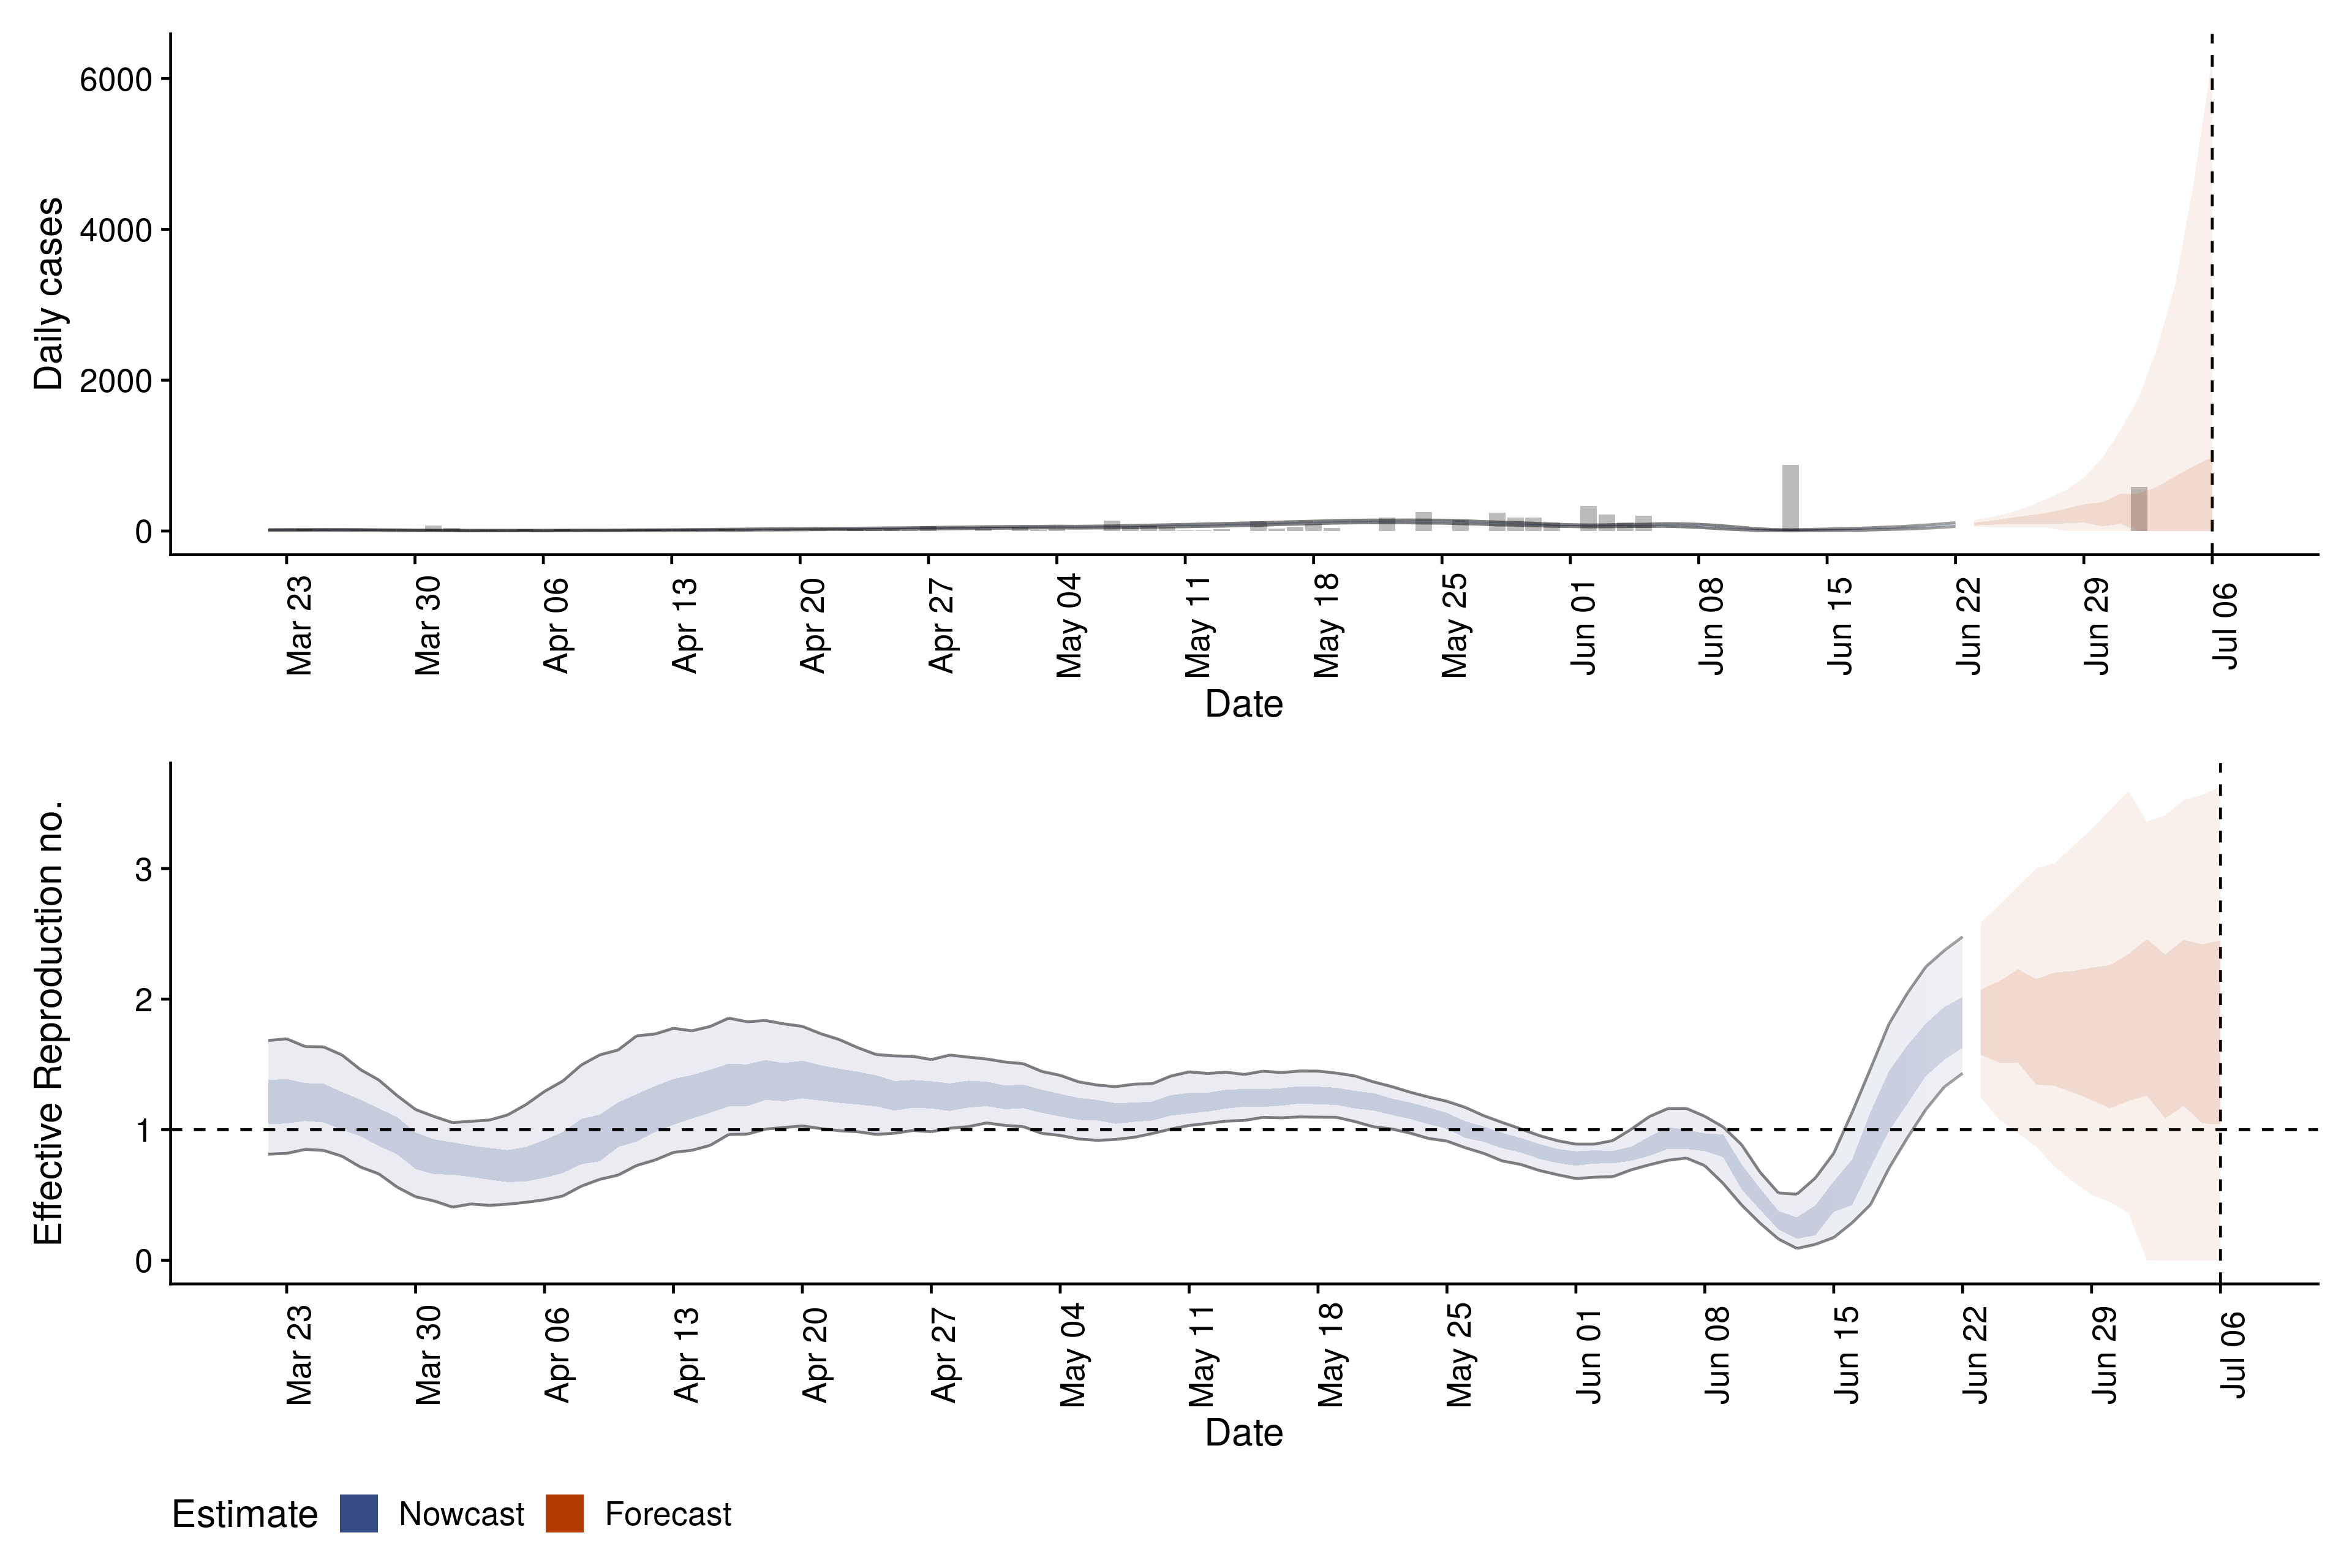 Daily cases
6000
4000
2000
0
Mar 23 Mar 30 Apr 06 Apr 13 Apr 20 Apr 27 May 04 May 11 May 18 May 25 Jun 01 Jun 08 Jun 15 Jun 22 Jun 29 Jul 06
Date
Effective Reproduction no.
3
2
1
0
Mar 23 Mar 30 Apr 06 Apr 13 Apr 20 Apr 27 May 04 May 11 May 18 May 25 Jun 01 Jun 08 Jun 15 Jun 22 Jun 29 Jul 06
Date
Estimate Nowcast Forecast